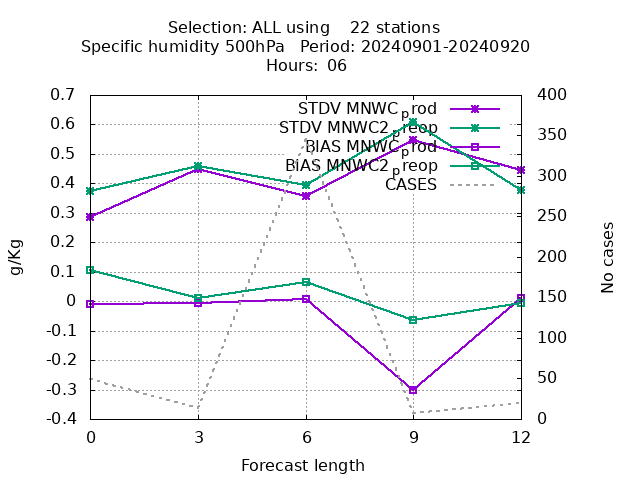 Selection: ALL using 22 stations
Specific humidity 500hPa Period: 20240901-20240920
Hours: 06
0.7
0.6
0.5
0.4
0.3
0.2
0.1
0
-0.1
-0.2
-0.3
-0.4
g/Kg
STDV MNWC_prod
STDV MNWC2_preop
BIAS MNWC_prod
BIAS MNWC2_preop
CASES
400
350
300
250
200
150
100
50
0
No cases
0 3 6 9 12
Forecast length